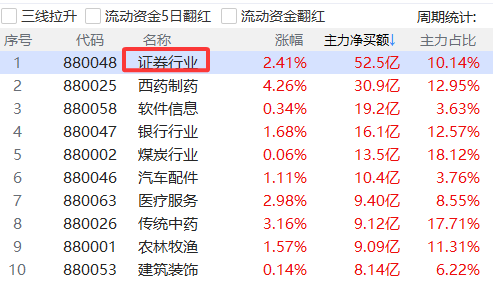 三线拉升 流动资金5日翻红 流动资金翻红 周期统计:
序号 代码 名称 涨幅 主力净买额↓ 主力占比
1 880048 证券行业 2.41% 52.5亿 10.14%
2 880025 西药制药 4.26% 30.9亿 12.95%
3 880058 软件信息 0.34% 19.2亿 3.63%
4 880047 银行行业 1.68% 16.1亿 12.57%
5 880002 煤炭行业 0.06% 13.5亿 18.12%
6 880046 汽车配件 1.11% 10.4亿 3.76%
7 880063 医疗服务 2.98% 9.40亿 8.55%
8 880026 传统中药 3.16% 9.12亿 17.71%
9 880001 农林牧渔 1.57% 9.09亿 11.31%
10 880053 建筑装饰 0.14% 8.14亿 6.22%